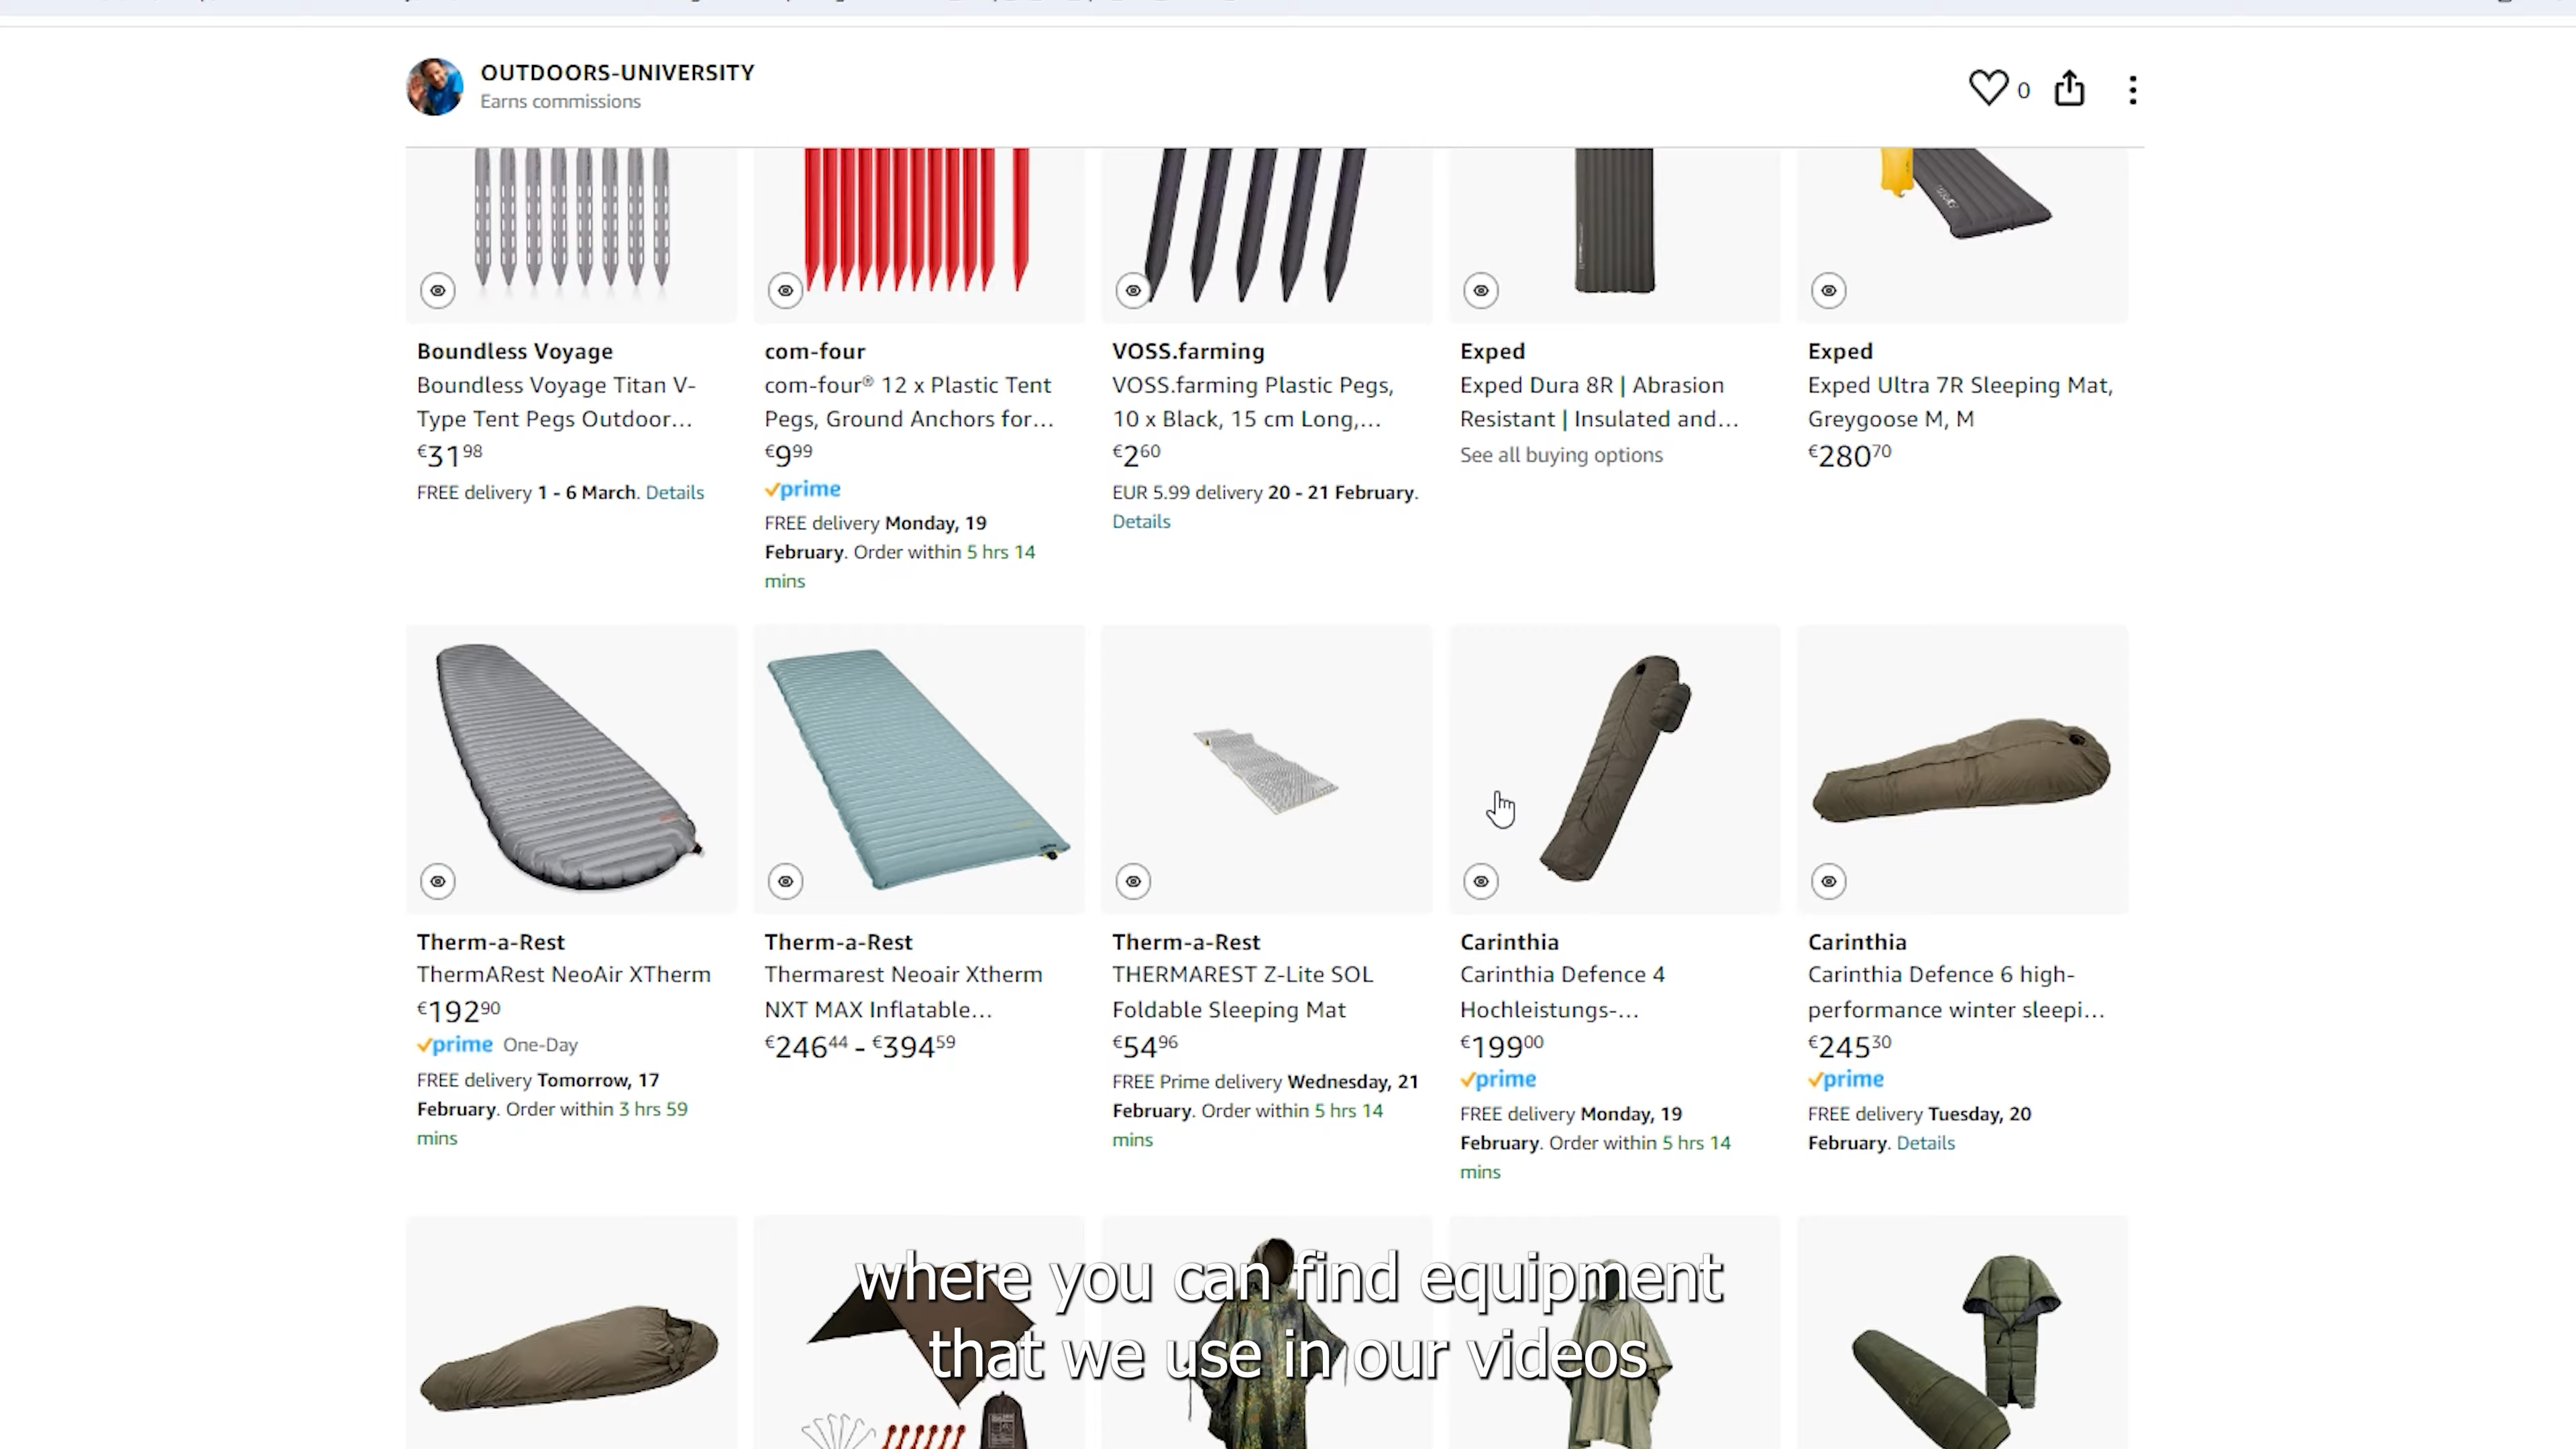 OUTDOORS-UNIVERSITY
Earns commissions
0
Boundless Voyage
Boundless Voyage Titan V-
Type Tent Pegs Outdoor...
€3198
FREE delivery 1 - 6 March. Details
com-four
com-four® 12 x Plastic Tent
Pegs, Ground Anchors for...
€999
prime
FREE delivery Monday, 19
February. Order within 5 hrs 14
mins
VOSS.farming
VOSS.farming Plastic Pegs,
10 x Black, 15 cm Long,...
€260
EUR 5.99 delivery 20 - 21 February.
Details
Exped
Exped Dura 8R | Abrasion
Resistant | Insulated and...
See all buying options
Exped
Exped Ultra 7R Sleeping Mat,
Greygoose M, M
€28070
Therm-a-Rest
ThermARest NeoAir XTherm
€19290
prime One-Day
FREE delivery Tomorrow, 17
February. Order within 3 hrs 59
mins
Therm-a-Rest
Thermarest Neoair Xtherm
NXT MAX Inflatable...
€24644 - €39459
Therm-a-Rest
THERMAREST Z-Lite SOL
Foldable Sleeping Mat
€5496
FREE Prime delivery Wednesday, 21
February. Order within 5 hrs 14
mins
Carinthia
Carinthia Defence 4
Hochleistungs-...
€19900
prime
FREE delivery Monday, 19
February. Order within 5 hrs 14
mins
Carinthia
Carinthia Defence 6 high-
performance winter sleepi...
€24530
prime
FREE delivery Tuesday, 20
February. Details
where you can find equipment
that we use in our videos